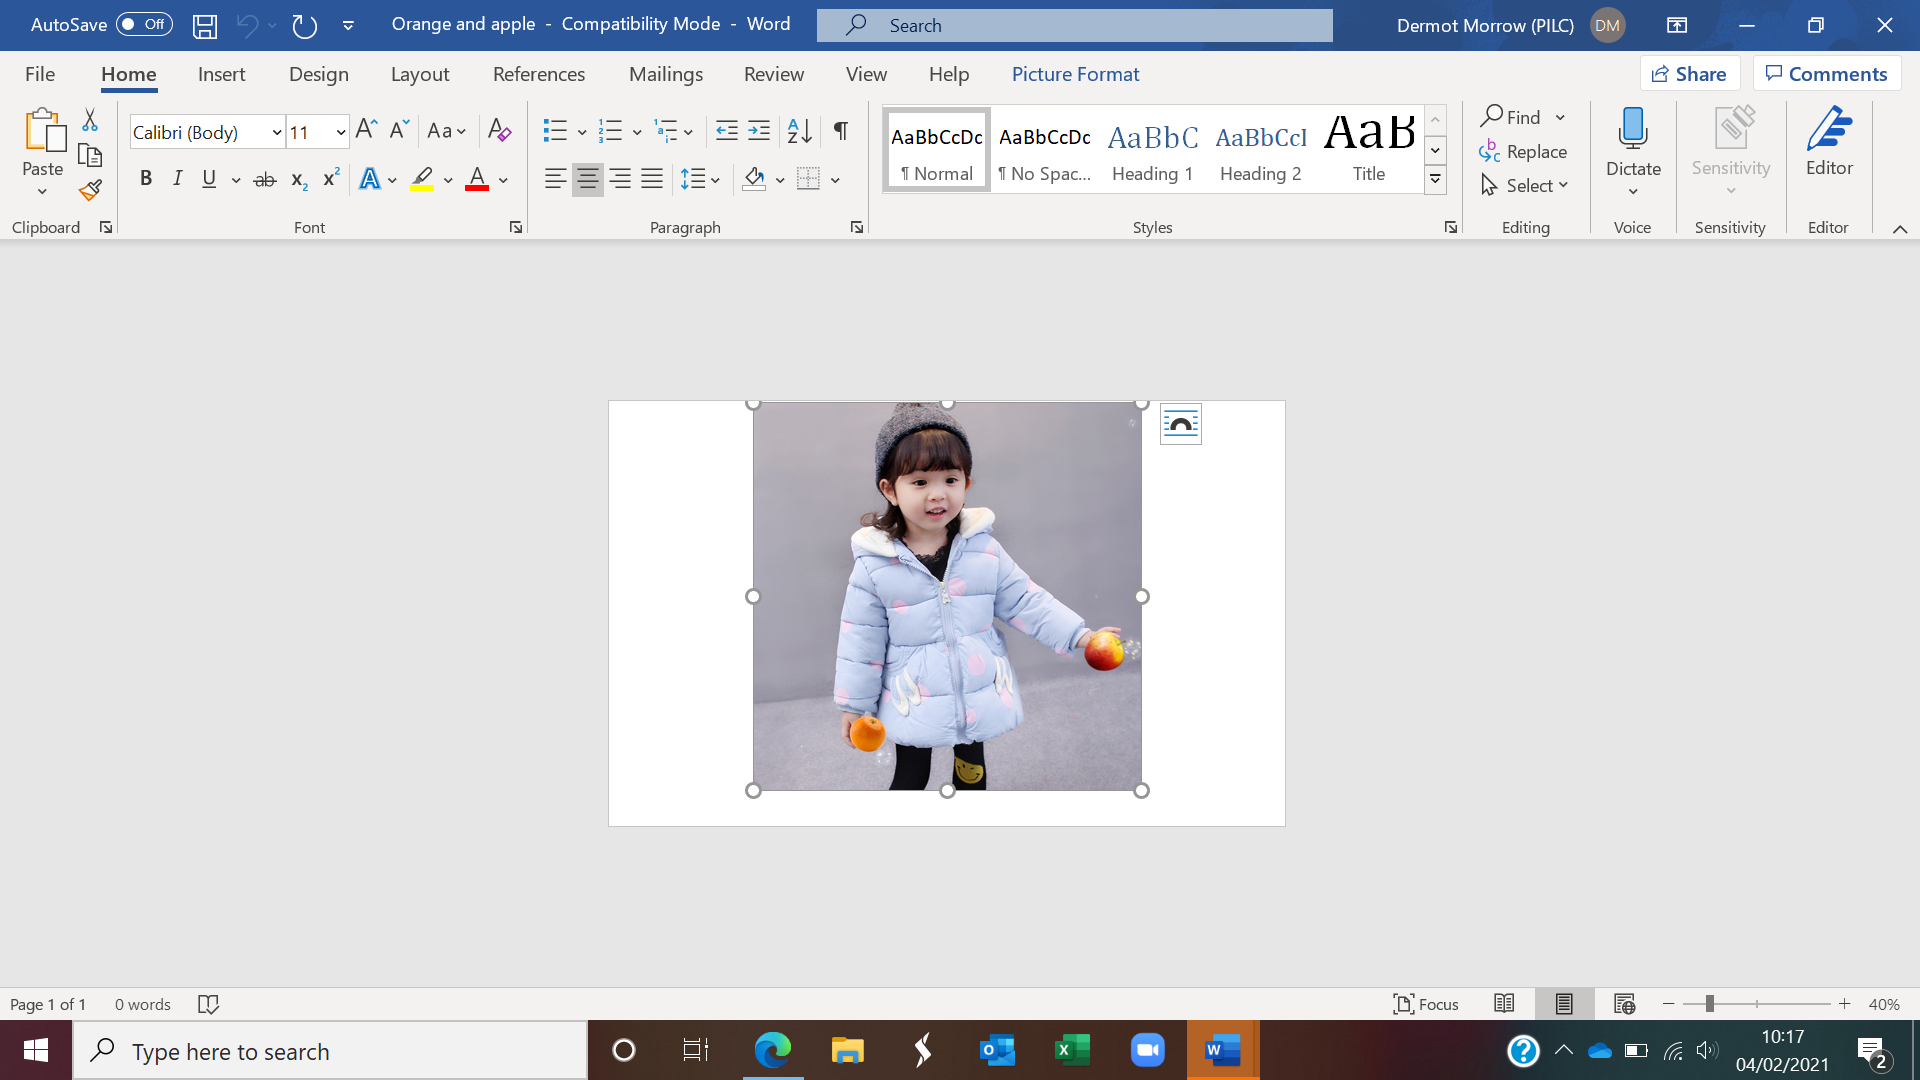 AutoSave Off
Orange and apple - Compatibility Mode - Word
Search
Dermot Morrow (PILC) DM
File Home Insert Design Layout References Mailings Review View Help Picture Format
Share Comments
Paste
Clipboard
Calibri (Body) 11 Aa
B I U ab x2 x2 A A
Font
Paragraph
AaBbCcDc AaBbCcDc AaBbC AaBbCcI AaB
¶ Normal ¶ No Spac... Heading 1 Heading 2 Title
Styles
Find
Replace
Select
Editing
Dictate
Voice
Sensitivity
Sensitivity
Editor
Editor
Page 1 of 1 0 words
Focus 40%
Type here to search
10:17
04/02/2021
2